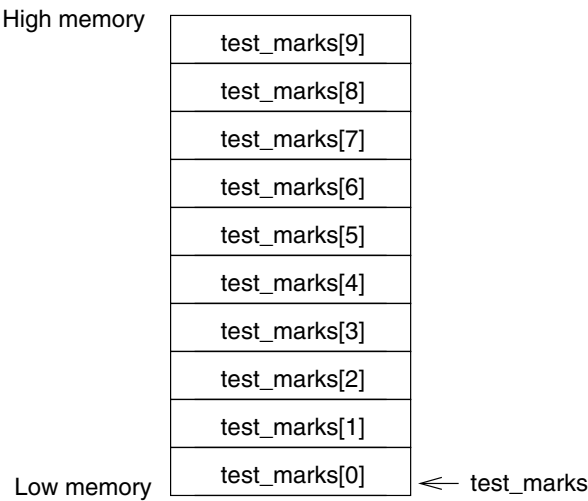 High memory
test_marks[9]
test_marks[8]
test_marks[7]
test_marks[6]
test_marks[5]
test_marks[4]
test_marks[3]
test_marks[2]
test_marks[1]
Low memory
test_marks[0]
test_marks